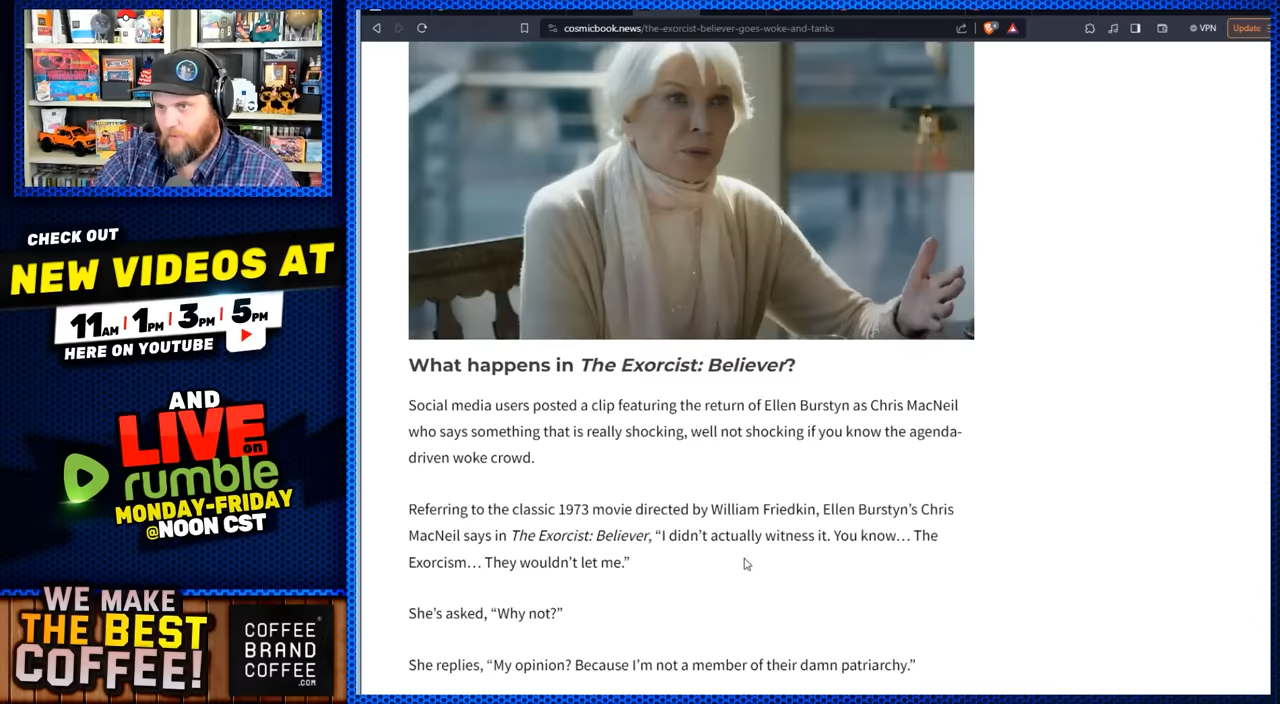 cosmicbook.news/the-exorcist-believer-goes-woke-and-tanks
VPN
Update
CHECK OUT
NEW VIDEOS AT
11AM | 1PM | 3PM | 5PM
HERE ON YOUTUBE
AND
LIVE on
rumble
MONDAY-FRIDAY
@NOON CST
WE MAKE
THE BEST
COFFEE!
COFFEE
BRAND
COFFEE
.COM
What happens in The Exorcist: Believer?
Social media users posted a clip featuring the return of Ellen Burstyn as Chris MacNeil
who says something that is really shocking, well not shocking if you know the agenda-
driven woke crowd.
Referring to the classic 1973 movie directed by William Friedkin, Ellen Burstyn’s Chris
MacNeil says in The Exorcist: Believer, “I didn’t actually witness it. You know… The
Exorcism… They wouldn’t let me.”
She’s asked, “Why not?”
She replies, “My opinion? Because I’m not a member of their damn patriarchy.”